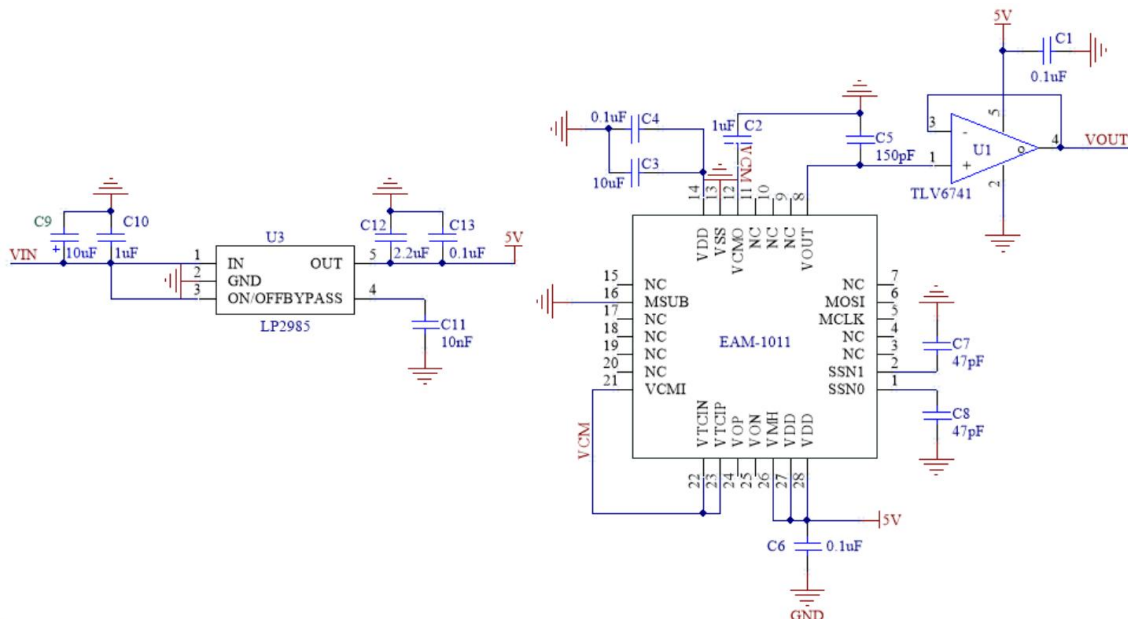 5V
C1
0.1uF
0.1uF
C4
C3
10uF
1uF
C2
VCM
C5
150pF
3
-
5
U1
4
VOUT
1
+
2
TLV6741
14
13
12
11
10
9
8
VDD
VSS
VCMO
NC
NC
NC
VOUT
C9
C10
+
10uF
1uF
VIN
U3
1
IN
OUT
5
2
GND
3
ON/OFFBYPASS
4
LP2985
C12
C13
2.2uF
0.1uF
5V
C11
10nF
15
NC
16
MSUB
17
NC
18
NC
19
NC
20
NC
21
VCMI
EAM-1011
NC
7
MOSI
6
MCLK
5
NC
4
NC
3
SSN1
2
SSN0
1
C7
47pF
C8
47pF
VCM
VTCIN
VTCIP
VOP
VON
VMH
VDD
VDD
22
23
24
25
26
27
28
5V
C6
0.1uF
GND